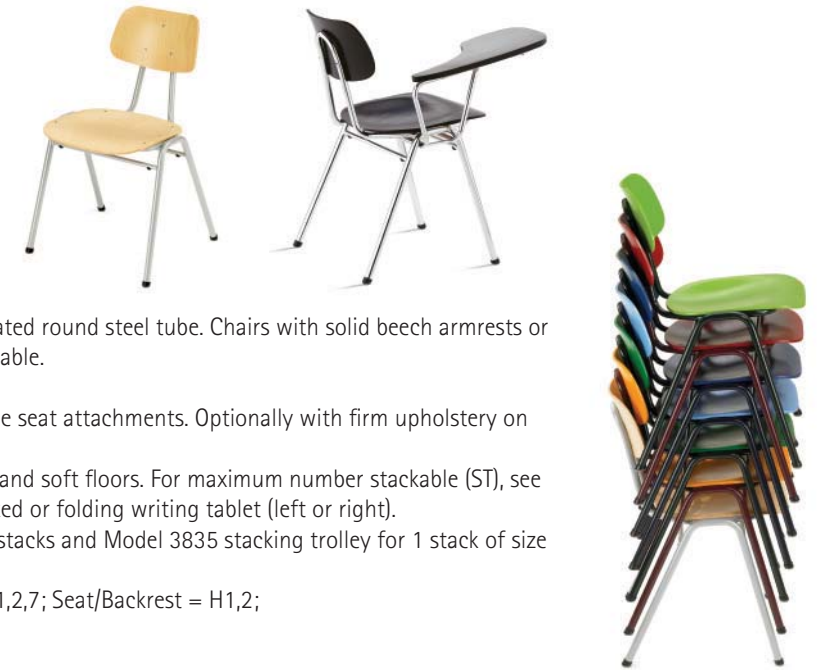 ated round steel tube. Chairs with solid beech armrests or
able.
e seat attachments. Optionally with firm upholstery on
and soft floors. For maximum number stackable (ST), see
ed or folding writing tablet (left or right).
stacks and Model 3835 stacking trolley for 1 stack of size
1,2,7; Seat/Backrest = H1,2;